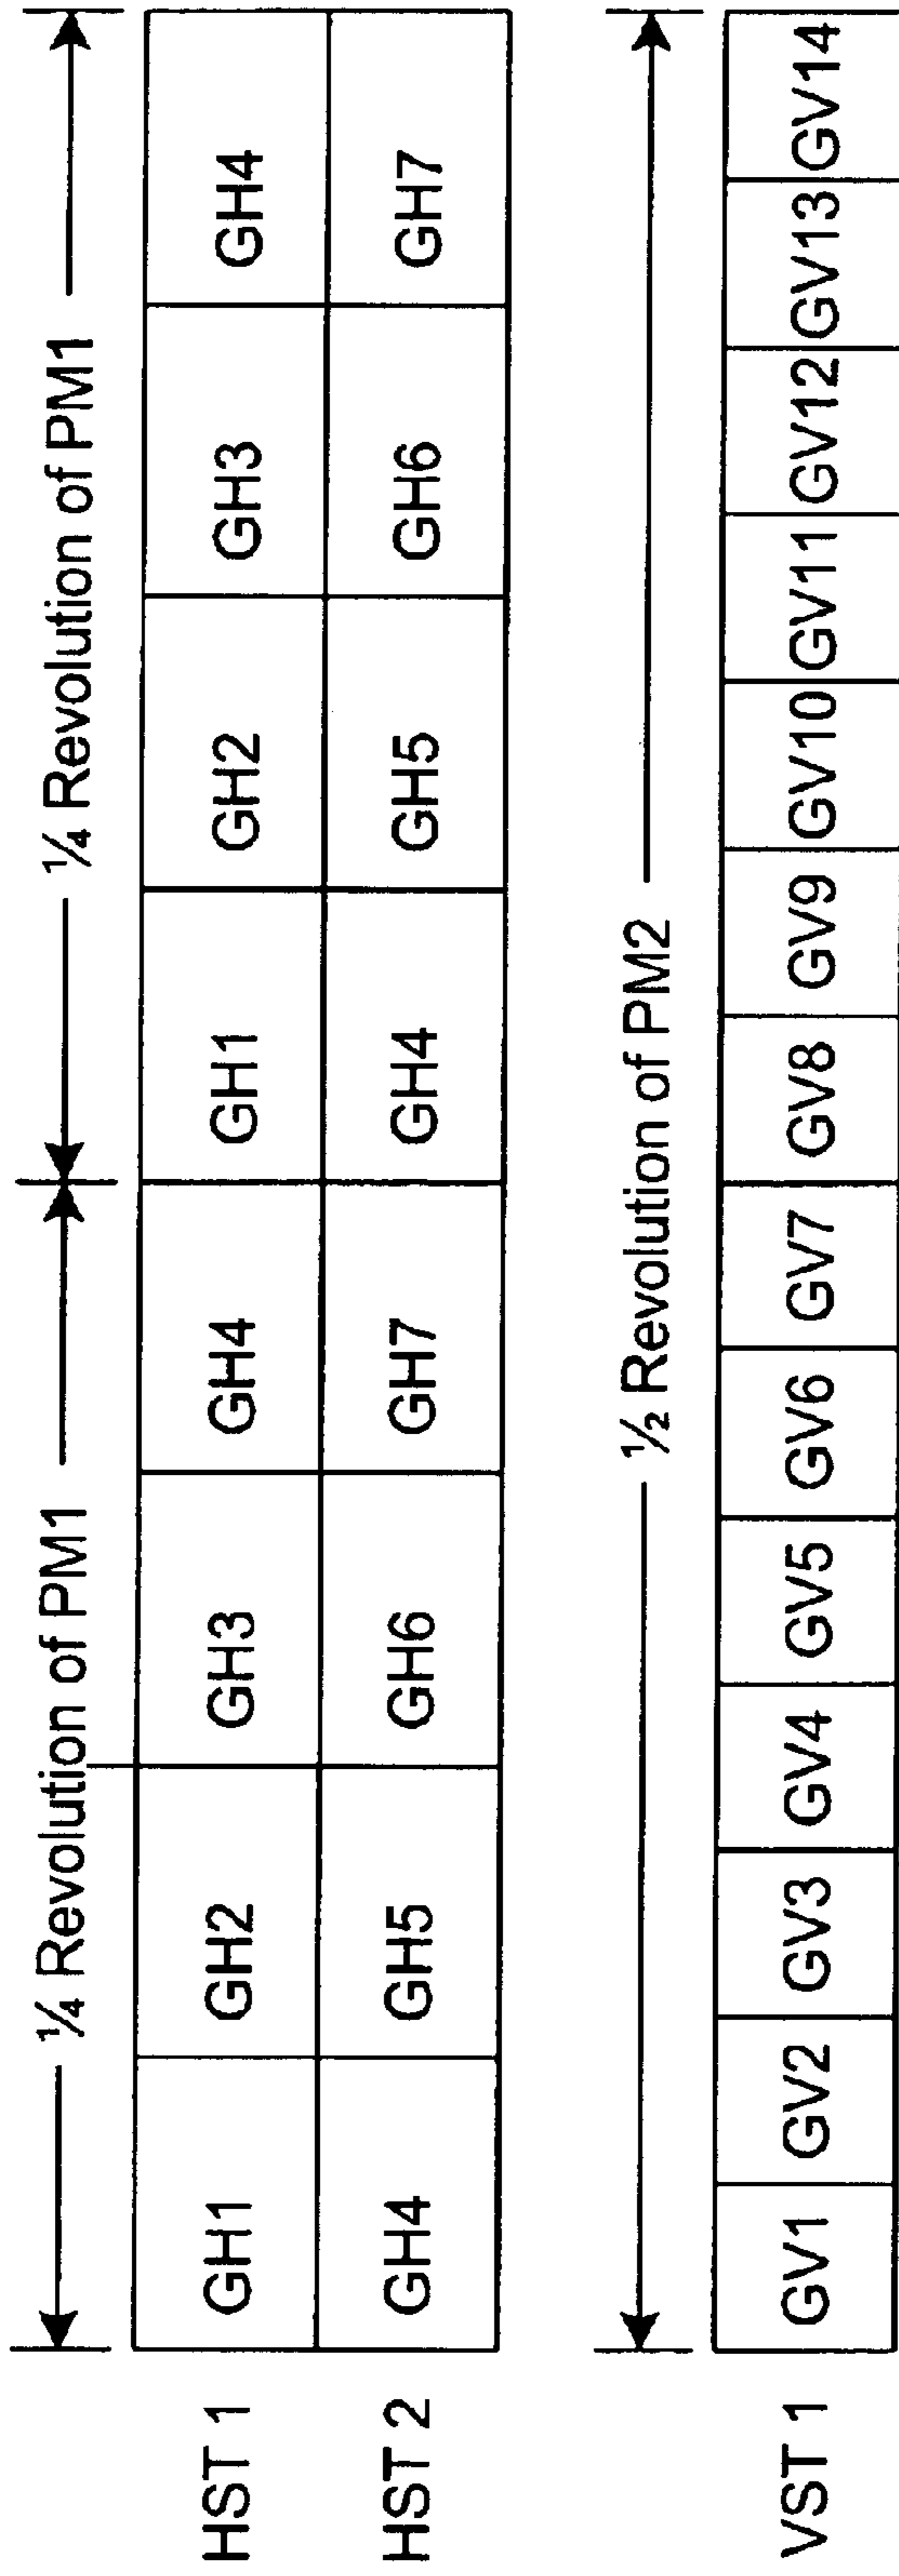 ¼ Revolution of PM1 ¼ Revolution of PM1
HST 1 GH1 GH2 GH3 GH4 GH1 GH2 GH3 GH4
HST 2 GH4 GH5 GH6 GH7 GH4 GH5 GH6 GH7
½ Revolution of PM2
VST 1 GV1 GV2 GV3 GV4 GV5 GV6 GV7 GV8 GV9 GV10 GV11 GV12 GV13 GV14